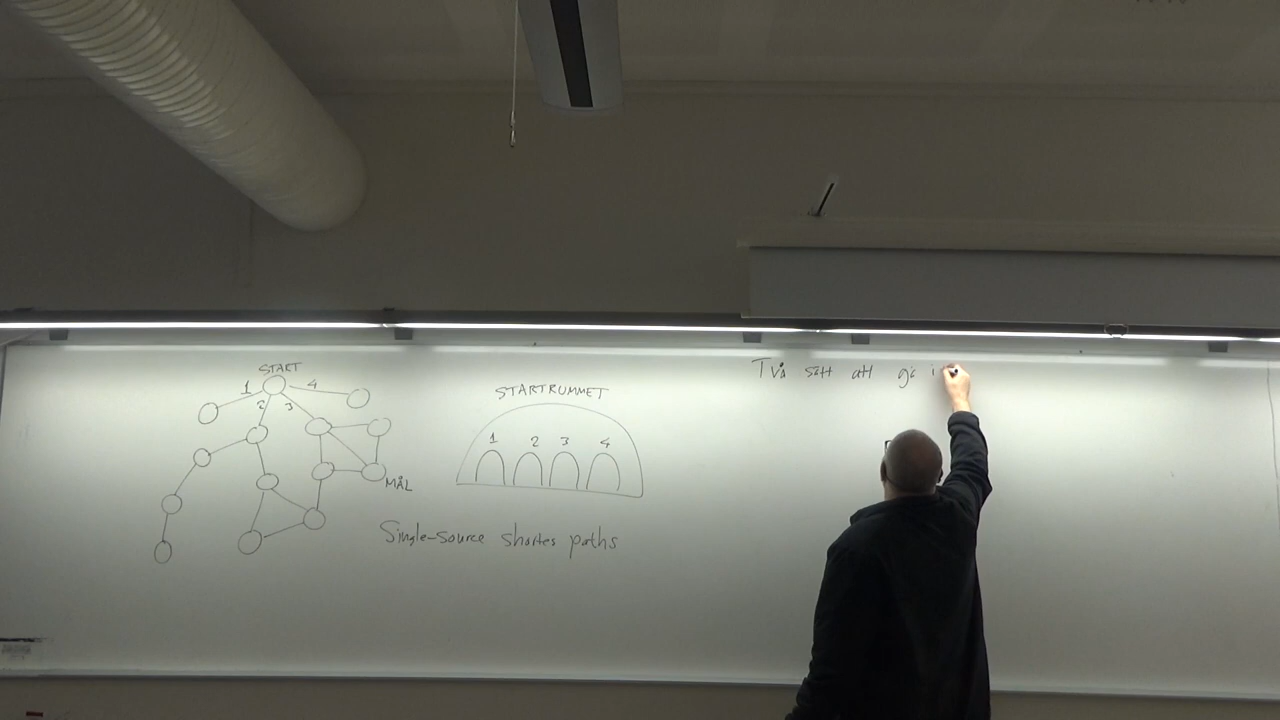 START
1
2
3
4
MÅL
STARTRUMMET
1 2 3 4
Single-source shortes paths
Två sätt att gå i